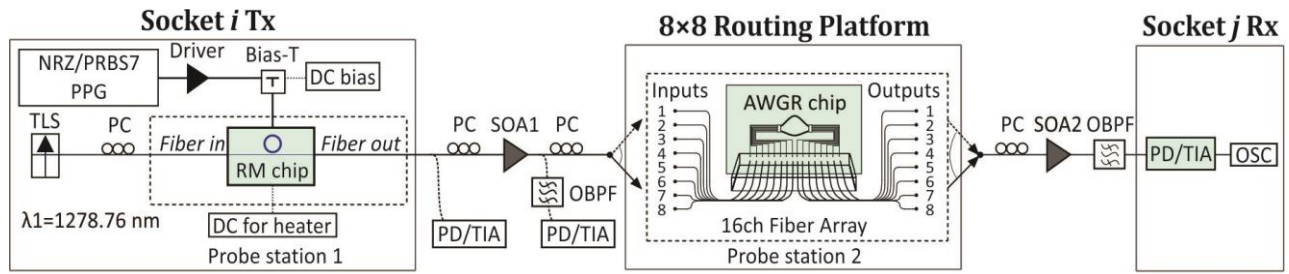 Socket i Tx
8×8 Routing Platform
Socket j Rx
NRZ/PRBS7
PPG
Driver
Bias-T
DC bias
TLS
PC
Fiber in
RM chip
Fiber out
DC for heater
λ1=1278.76 nm
Probe station 1
PC
SOA1
PC
OBPF
PD/TIA
PD/TIA
Inputs
1
2
3
4
5
6
7
8
AWGR chip
Outputs
1
2
3
4
5
6
7
8
16ch Fiber Array
Probe station 2
PC
SOA2
OBPF
PD/TIA
OSC